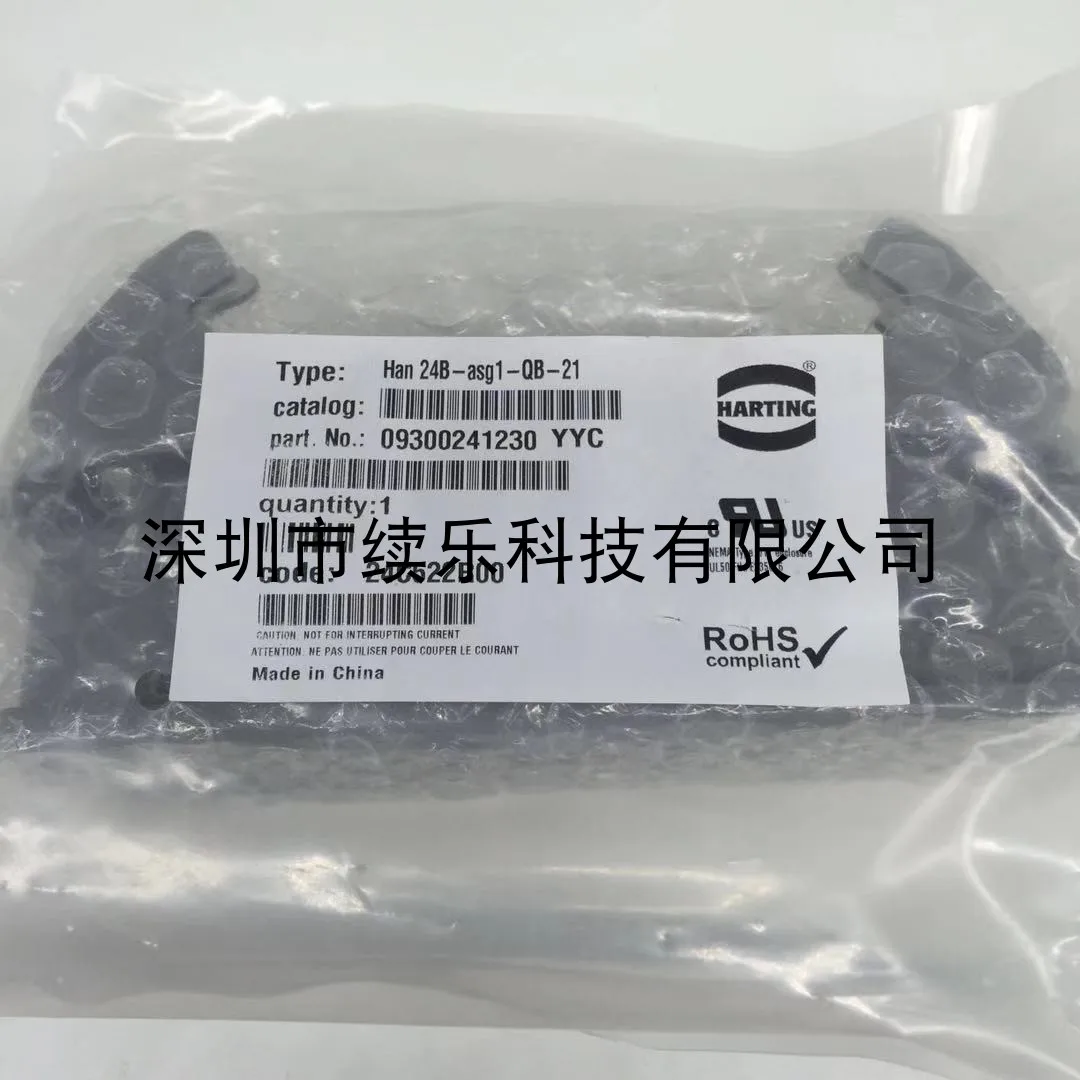 Type: Han 24B-asg1-QB-21
catalog:
part. No.: 09300241230 YYC
quantity:1
code:
CAUTION. NOT FOR INTERRUPTING CURRENT
ATTENTION. NE PAS UTILISER POUR COUPER LE COURANT
Made in China
®
HARTING
US
RoHS
compliant
深圳市续乐科技有限公司